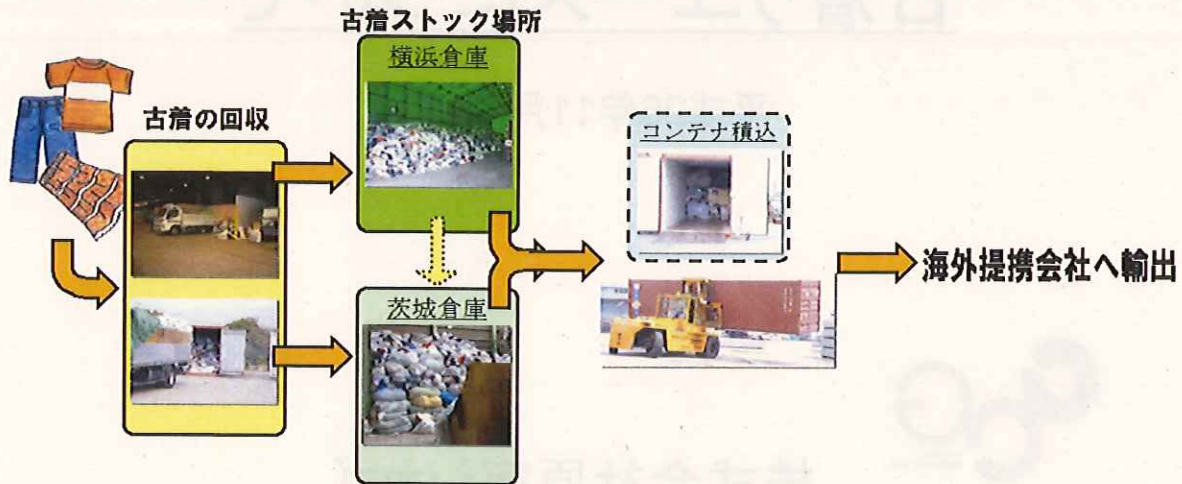 古着ストック場所
横浜倉庫
古着の回収
コンテナ積込
海外提携会社へ輸出
茨城倉庫